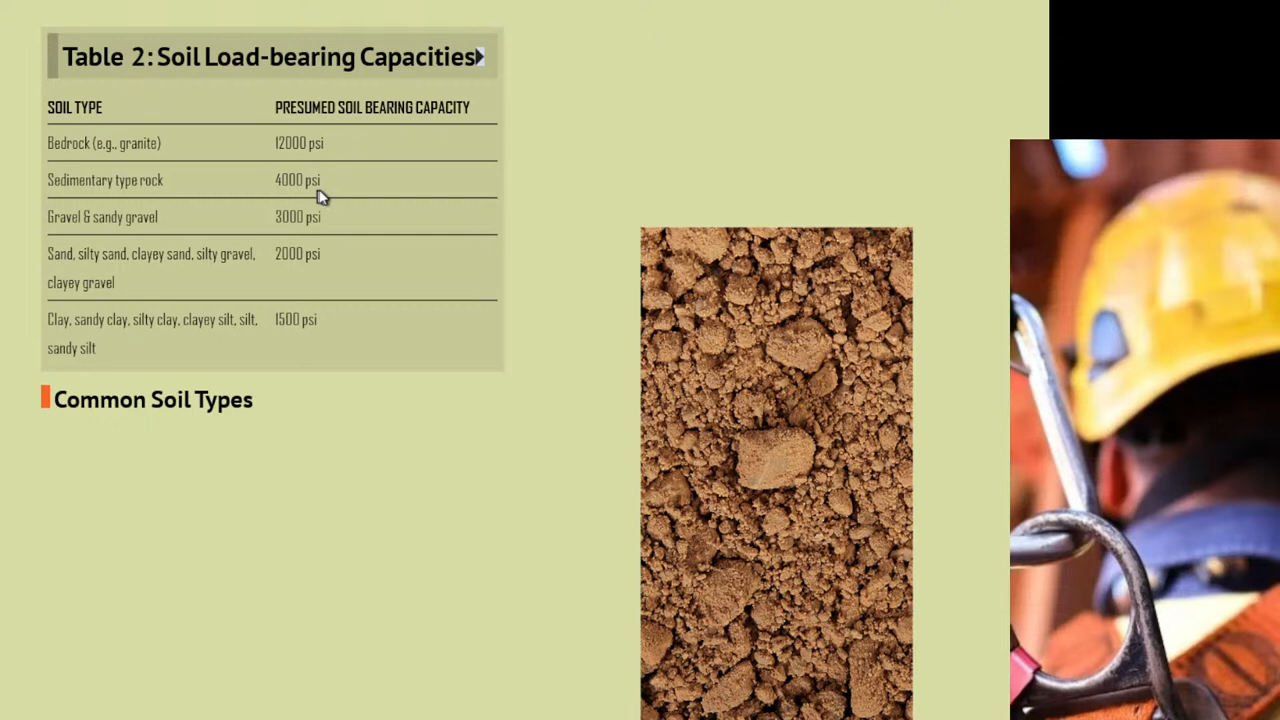 Table 2: Soil Load-bearing Capacities
SOIL TYPE PRESUMED SOIL BEARING CAPACITY
Bedrock (e.g., granite) 12000 psi
Sedimentary type rock 4000 psi
Gravel & sandy gravel 3000 psi
Sand, silty sand, clayey sand, silty gravel, 2000 psi
clayey gravel
Clay, sandy clay, silty clay, clayey silt, silt, 1500 psi
sandy silt
Common Soil Types